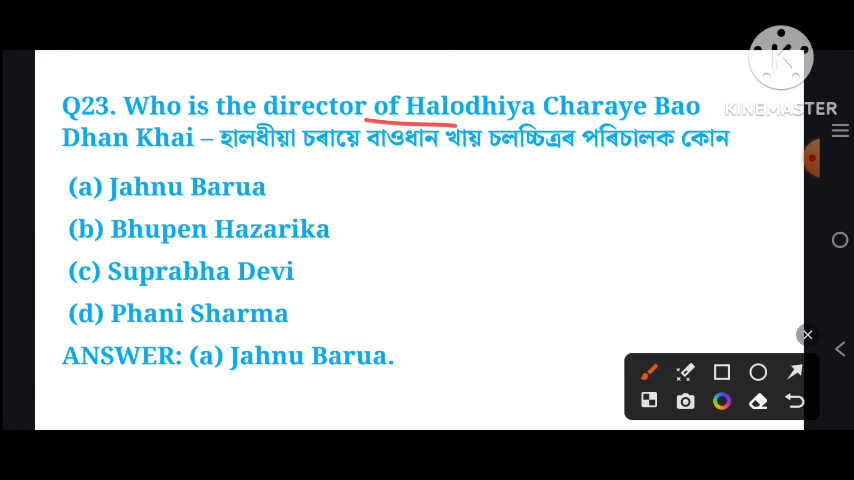 KINEMASTER
Q23. Who is the director of Halodhiya Charaye Bao
Dhan Khai – হালধীয়া চৰায়ে বাওধান খায় চলচ্চিত্ৰৰ পৰিচালক কোন
(a) Jahnu Barua
(b) Bhupen Hazarika
(c) Suprabha Devi
(d) Phani Sharma
ANSWER: (a) Jahnu Barua.